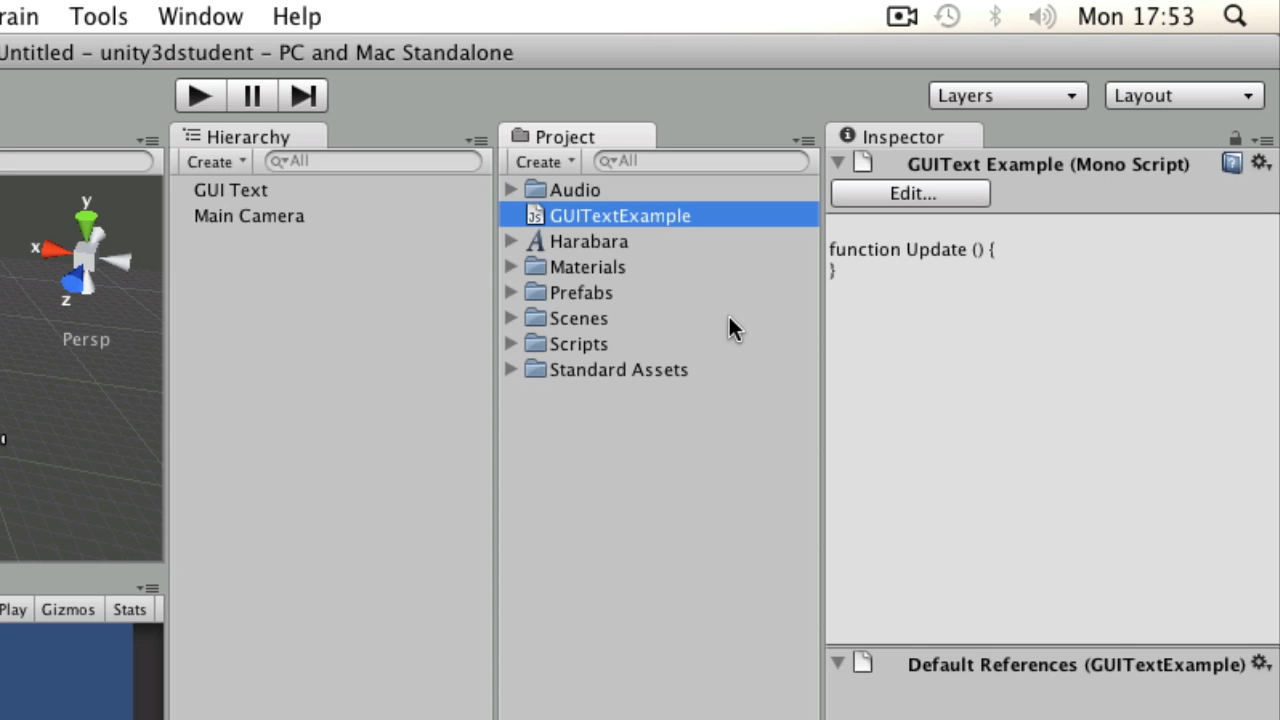 rain Tools Window Help Mon 17:53
Untitled – unity3dstudent – PC and Mac Standalone
Layers Layout
Hierarchy Project Inspector
Create All Create All
GUIText Example (Mono Script)
Edit...
GUI Text
Main Camera
Audio
GUITextExample
Harabara
Materials
Prefabs
Scenes
Scripts
Standard Assets
function Update () {
}
y
x
z
Persp
Play Gizmos Stats
Default References (GUITextExample)